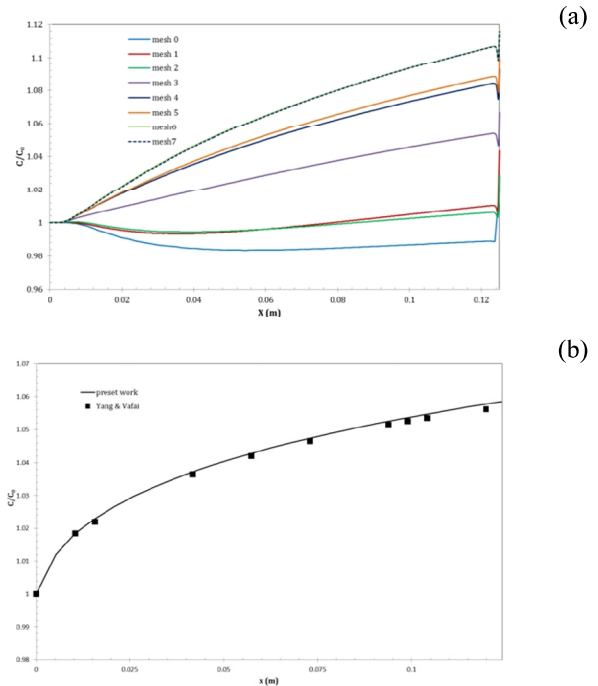 (a)
1.12
1.1
1.08
1.06
1.04
1.02
1
0.98
0.96
C/C₀
mesh 0
mesh 1
mesh 2
mesh 3
mesh 4
mesh 5
mesh6
mesh7
0 0.02 0.04 0.06 0.08 0.1 0.12
X (m)
(b)
1.07
1.06
1.05
1.04
1.03
1.02
1.01
1
0.99
0.98
C/C₀
preset work
Yang & Vafai
0 0.025 0.05 0.075 0.1
x (m)